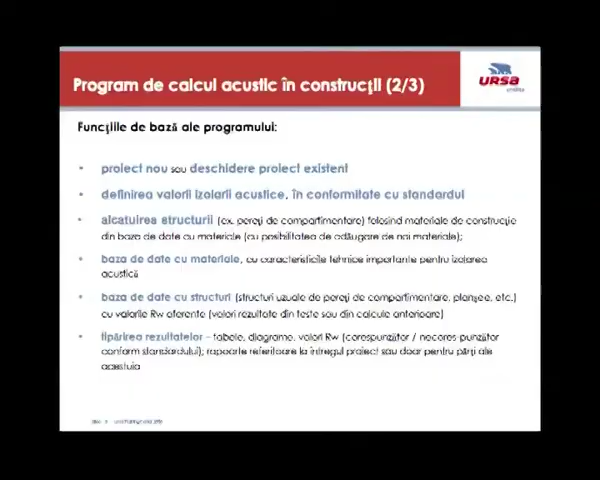 Program de calcul acustic în construcţii (2/3)
URSA
uralita
Funcţiile de bază ale programului:
• proiect nou sau deschidere proiect existent
• definirea valorii izolarii acustice, în conformitate cu standardul
• alcatuirea structurii (ex. pereţi de compartimentare) folosind materiale de construcţie
din baza de date cu materiale (cu posibilitatea de adăugare de noi materiale);
• baza de date cu materiale, cu caracteristicile tehnice importante pentru izolarea
acustică
• baza de date cu structuri (structuri uzuale de pereţi de compartimentare, planşee, etc.)
cu valorile Rw aferente (valori rezultate din teste sau din calcule anterioare)
• tipărirea rezultatelor – tabele, diagrame, valori Rw (corespunzător / necores-punzător
conform standardului); rapoarte referitoare la întregul proiect sau doar pentru părţi ale
acestuia